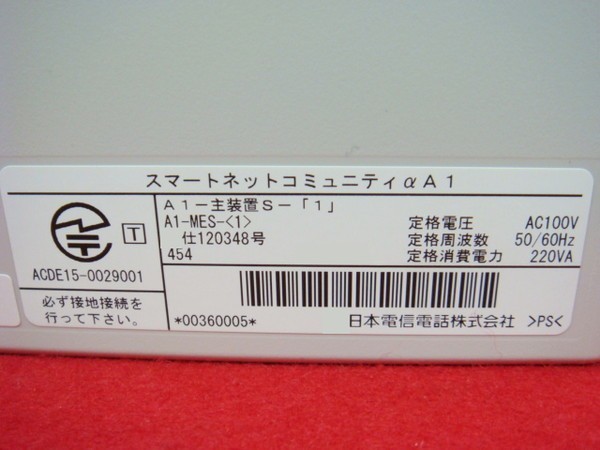 スマートネットコミュニティαA1
T
ACDE15-0029001
必ず接地接続を
行って下さい。
A1-主装置S-「1」
A1-MES-<1>
仕120348号
454
定格電圧 AC100V
定格周波数 50/60Hz
定格消費電力 220VA
*00360005*
日本電信電話株式会社 >PS<